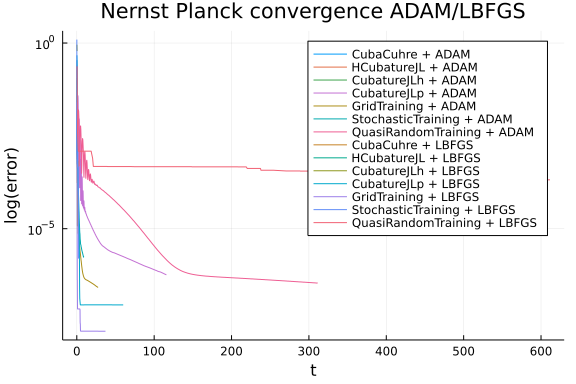 Nernst Planck convergence ADAM/LBFGS
log(error)
10⁰
10⁻⁵
CubaCuhre + ADAM
HCubatureJL + ADAM
CubatureJLh + ADAM
CubatureJLp + ADAM
GridTraining + ADAM
StochasticTraining + ADAM
QuasiRandomTraining + ADAM
CubaCuhre + LBFGS
HCubatureJL + LBFGS
CubatureJLh + LBFGS
CubatureJLp + LBFGS
GridTraining + LBFGS
StochasticTraining + LBFGS
QuasiRandomTraining + LBFGS
0 100 200 300 400 500 600
t